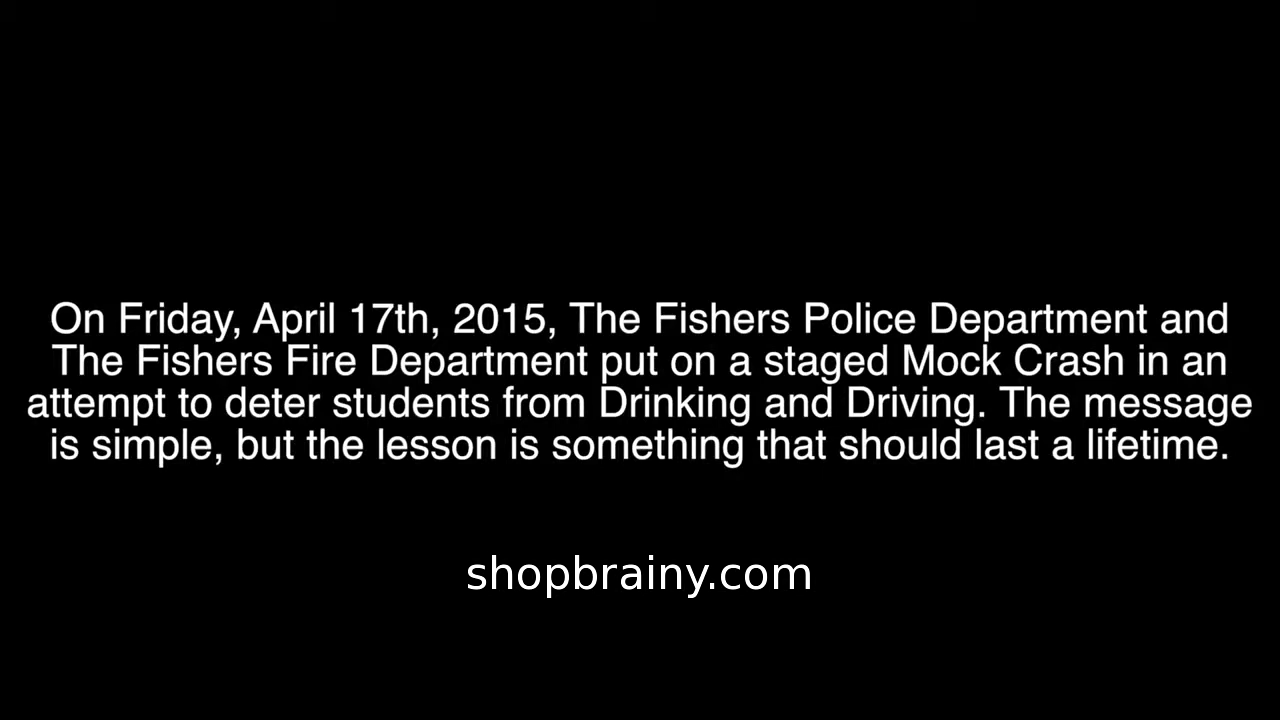 On Friday, April 17th, 2015, The Fishers Police Department and
The Fishers Fire Department put on a staged Mock Crash in an
attempt to deter students from Drinking and Driving. The message
is simple, but the lesson is something that should last a lifetime.
shopbrainy.com